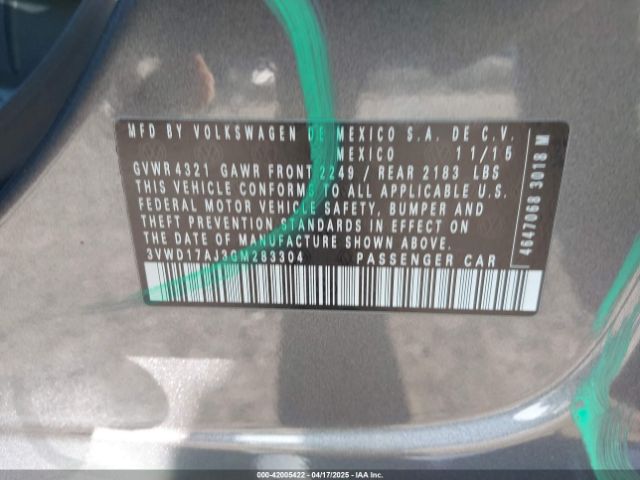 MFD BY VOLKSWAGEN DE MEXICO S.A. DE C.V.
MEXICO 11/15
GVWR 4321 GAWR FRONT 2249 / REAR 2183 LBS
THIS VEHICLE CONFORMS TO ALL APPLICABLE U.S.
FEDERAL MOTOR VEHICLE SAFETY, BUMPER AND
THEFT PREVENTION STANDARDS IN EFFECT ON THE
DATE OF MANUFACTURE SHOWN ABOVE.
3VWD17AJ3GM283304 PASSENGER CAR
4647068 3018 M
000-42005422 - 04/17/2025 - IAAI.com